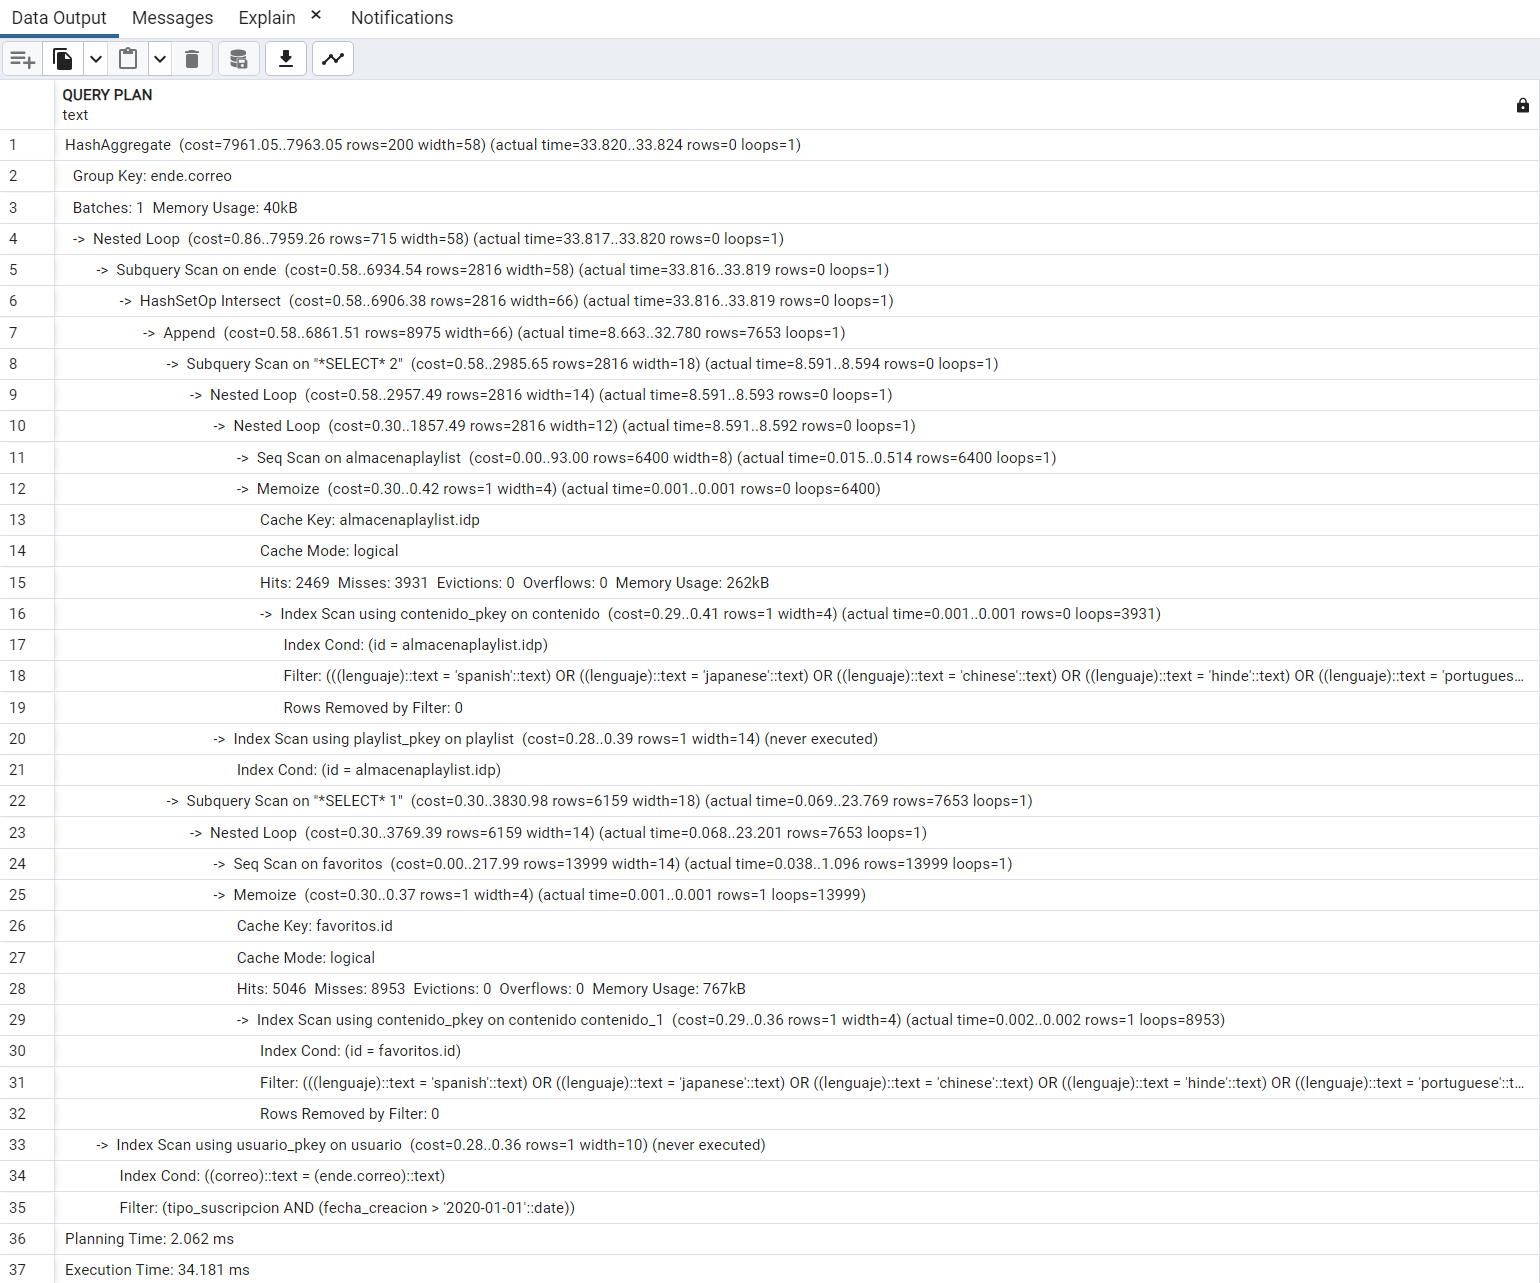 Data Output Messages Explain × Notifications
QUERY PLAN
text
1 HashAggregate (cost=7961.05..7963.05 rows=200 width=58) (actual time=33.820..33.824 rows=0 loops=1)
2 Group Key: ende.correo
3 Batches: 1 Memory Usage: 40kB
4 -> Nested Loop (cost=0.86..7959.26 rows=715 width=58) (actual time=33.817..33.820 rows=0 loops=1)
5 -> Subquery Scan on ende (cost=0.58..6934.54 rows=2816 width=58) (actual time=33.816..33.819 rows=0 loops=1)
6 -> HashSetOp Intersect (cost=0.58..6906.38 rows=2816 width=66) (actual time=33.816..33.819 rows=0 loops=1)
7 -> Append (cost=0.58..6861.51 rows=8975 width=66) (actual time=8.663..32.780 rows=7653 loops=1)
8 -> Subquery Scan on "*SELECT* 2" (cost=0.58..2985.65 rows=2816 width=18) (actual time=8.591..8.594 rows=0 loops=1)
9 -> Nested Loop (cost=0.58..2957.49 rows=2816 width=14) (actual time=8.591..8.593 rows=0 loops=1)
10 -> Nested Loop (cost=0.30..1857.49 rows=2816 width=12) (actual time=8.591..8.592 rows=0 loops=1)
11 -> Seq Scan on almacenaplaylist (cost=0.00..93.00 rows=6400 width=8) (actual time=0.015..0.514 rows=6400 loops=1)
12 -> Memoize (cost=0.30..0.42 rows=1 width=4) (actual time=0.001..0.001 rows=0 loops=6400)
13 Cache Key: almacenaplaylist.idp
14 Cache Mode: logical
15 Hits: 2469 Misses: 3931 Evictions: 0 Overflows: 0 Memory Usage: 262kB
16 -> Index Scan using contenido_pkey on contenido (cost=0.29..0.41 rows=1 width=4) (actual time=0.001..0.001 rows=0 loops=3931)
17 Index Cond: (id = almacenaplaylist.idp)
18 Filter: (((lenguaje)::text = 'spanish'::text) OR ((lenguaje)::text = 'japanese'::text) OR ((lenguaje)::text = 'chinese'::text) OR ((lenguaje)::text = 'hinde'::text) OR ((lenguaje)::text = 'portugues...
19 Rows Removed by Filter: 0
20 -> Index Scan using playlist_pkey on playlist (cost=0.28..0.39 rows=1 width=14) (never executed)
21 Index Cond: (id = almacenaplaylist.idp)
22 -> Subquery Scan on "*SELECT* 1" (cost=0.30..3830.98 rows=6159 width=18) (actual time=0.069..23.769 rows=7653 loops=1)
23 -> Nested Loop (cost=0.30..3769.39 rows=6159 width=14) (actual time=0.068..23.201 rows=7653 loops=1)
24 -> Seq Scan on favoritos (cost=0.00..217.99 rows=13999 width=14) (actual time=0.038..1.096 rows=13999 loops=1)
25 -> Memoize (cost=0.30..0.37 rows=1 width=4) (actual time=0.001..0.001 rows=1 loops=13999)
26 Cache Key: favoritos.id
27 Cache Mode: logical
28 Hits: 5046 Misses: 8953 Evictions: 0 Overflows: 0 Memory Usage: 767kB
29 -> Index Scan using contenido_pkey on contenido contenido_1 (cost=0.29..0.36 rows=1 width=4) (actual time=0.002..0.002 rows=1 loops=8953)
30 Index Cond: (id = favoritos.id)
31 Filter: (((lenguaje)::text = 'spanish'::text) OR ((lenguaje)::text = 'japanese'::text) OR ((lenguaje)::text = 'chinese'::text) OR ((lenguaje)::text = 'hinde'::text) OR ((lenguaje)::text = 'portuguese'::t...
32 Rows Removed by Filter: 0
33 -> Index Scan using usuario_pkey on usuario (cost=0.28..0.36 rows=1 width=10) (never executed)
34 Index Cond: ((correo)::text = (ende.correo)::text)
35 Filter: (tipo_suscripcion AND (fecha_creacion > '2020-01-01'::date))
36 Planning Time: 2.062 ms
37 Execution Time: 34.181 ms